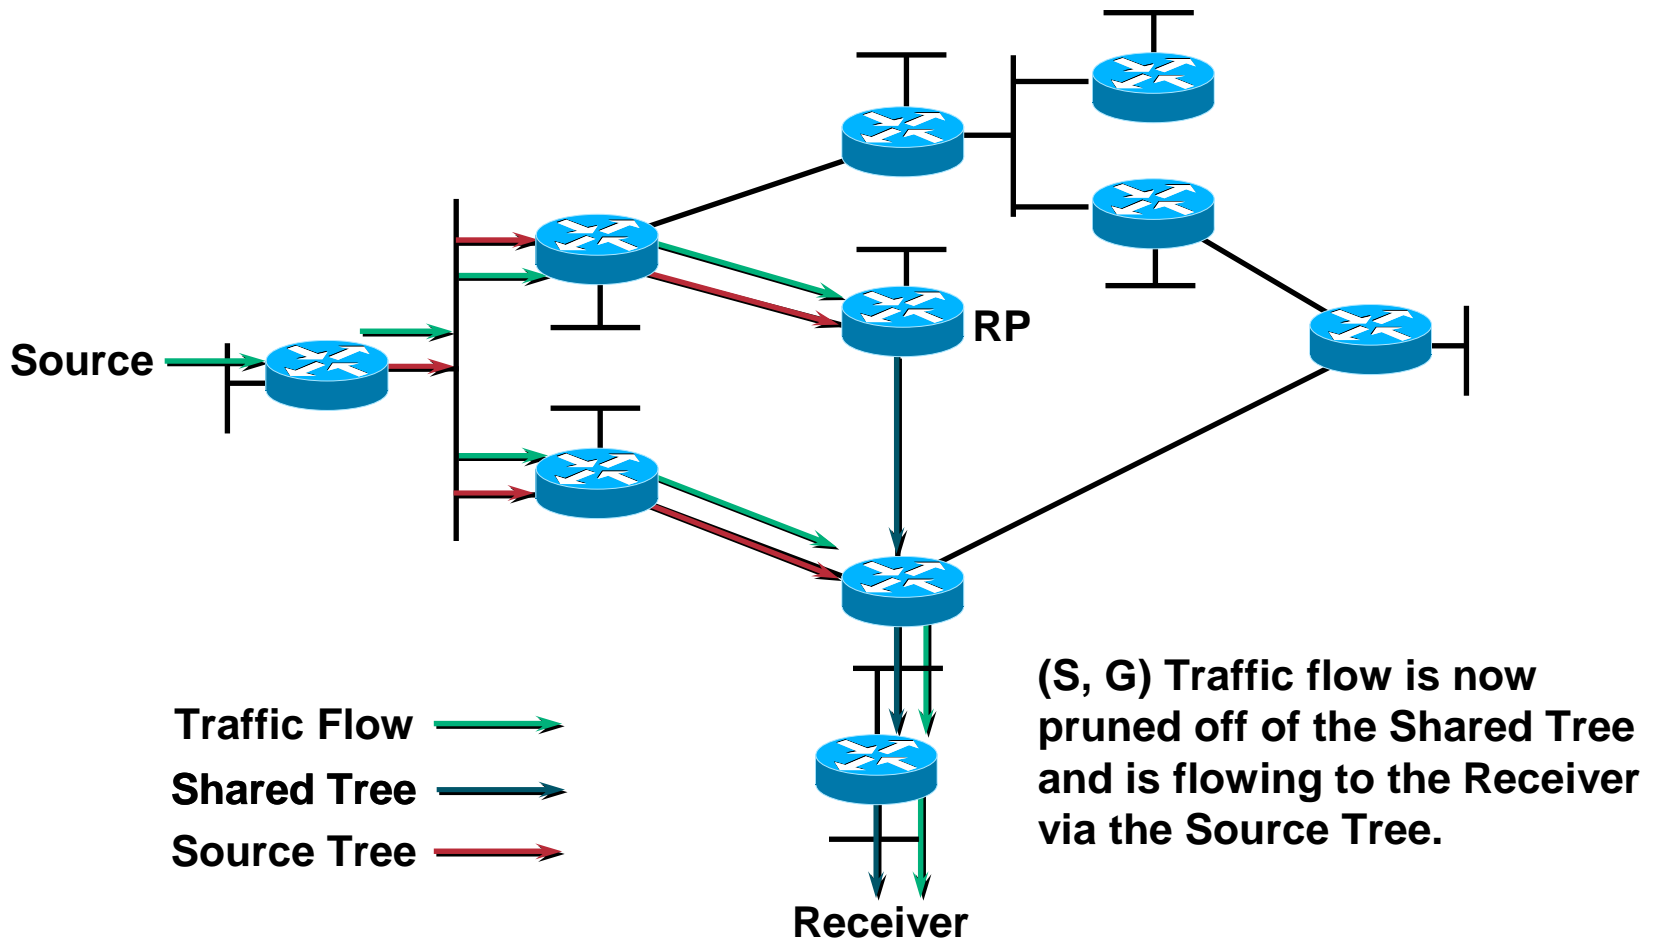 RP
Source
(S, G) Traffic flow is now
pruned off of the Shared Tree
and is flowing to the Receiver
via the Source Tree.
Traffic Flow
Shared Tree
Source Tree
Receiver